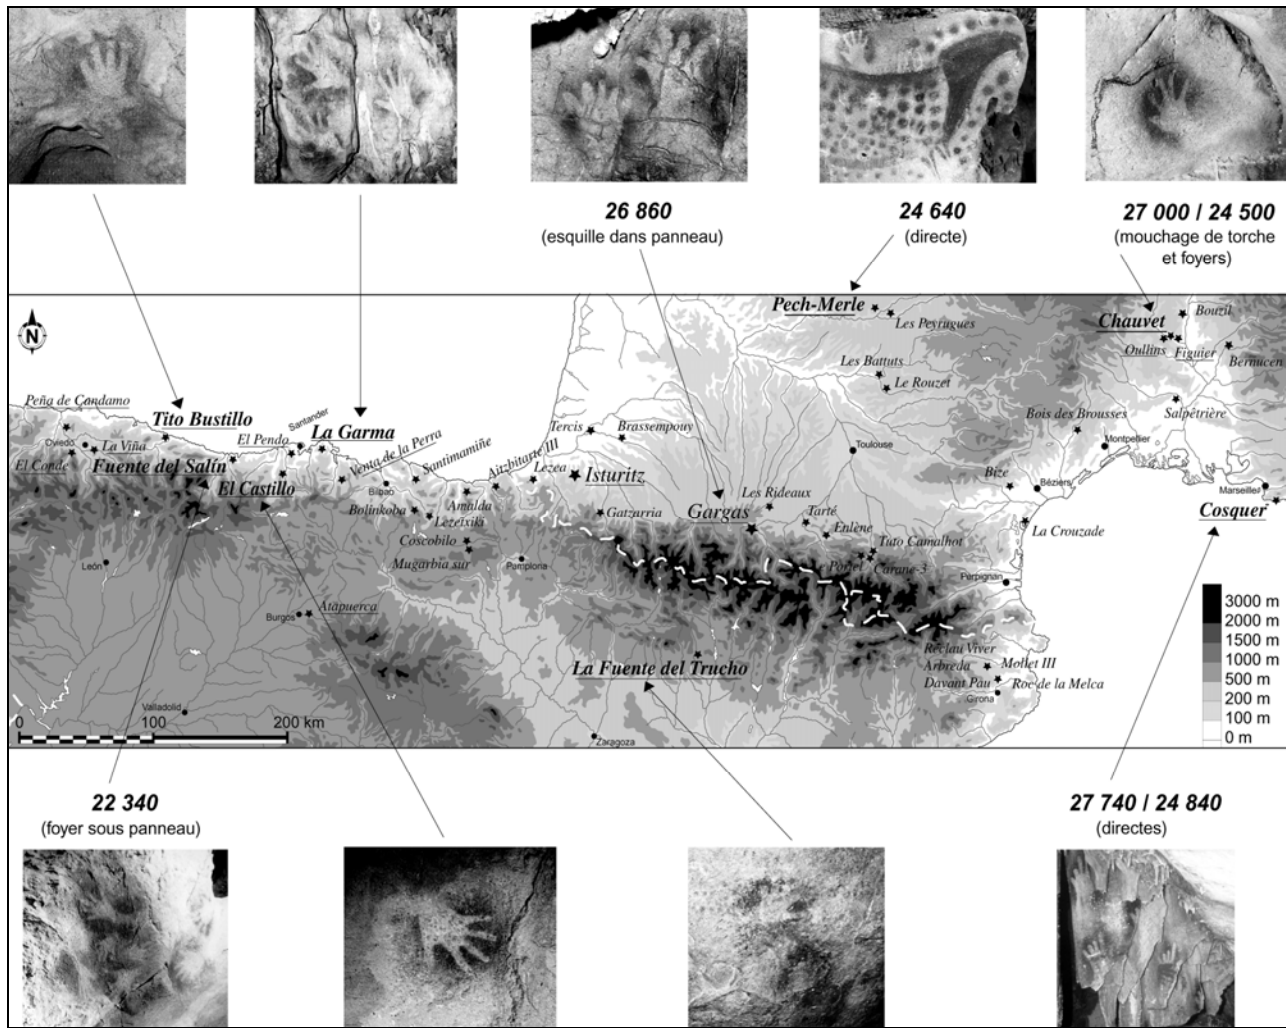 26 860
(esquille dans panneau)
24 640
(directe)
27 000 / 24 500
(mouchage de torche
et foyers)
N
Pech-Merle
Les Peyrugues
Chauvet
Bouzil
Oullins
Figuier
Bernucen
Les Battuts
Le Rouzet
Salpêtrière
Bois des Brousses
Montpellier
Peña de Candamo
Tito Bustillo
Santander
Oviedo
La Viña
El Pendo
La Garma
El Conde
Fuente del Salín
El Castillo
Venta de la Perra
Santimamiñe
Aitzbitarte III
Lezea
Isturitz
Tercis
Brassempouy
Toulouse
Bize
Béziers
Marseille
Cosquer
Bilbao
Bolinkoba
Amalda
Lezetxiki
Gatzarria
Gargas
Les Rideaux
Tarté
Enlène
La Crouzade
Coscobilo
Mugarbia sur
Pamplona
Tuto Camalhot
Portel
Carane-3
Perpignan
León
Burgos
Atapuerca
La Fuente del Trucho
Reclau Viver
Arbreda
Mollet III
Davant Pau
Roc de la Melca
Girona
Valladolid
Zaragoza
0 100 200 km
3000 m
2000 m
1500 m
1000 m
500 m
200 m
100 m
0 m
22 340
(foyer sous panneau)
27 740 / 24 840
(directes)